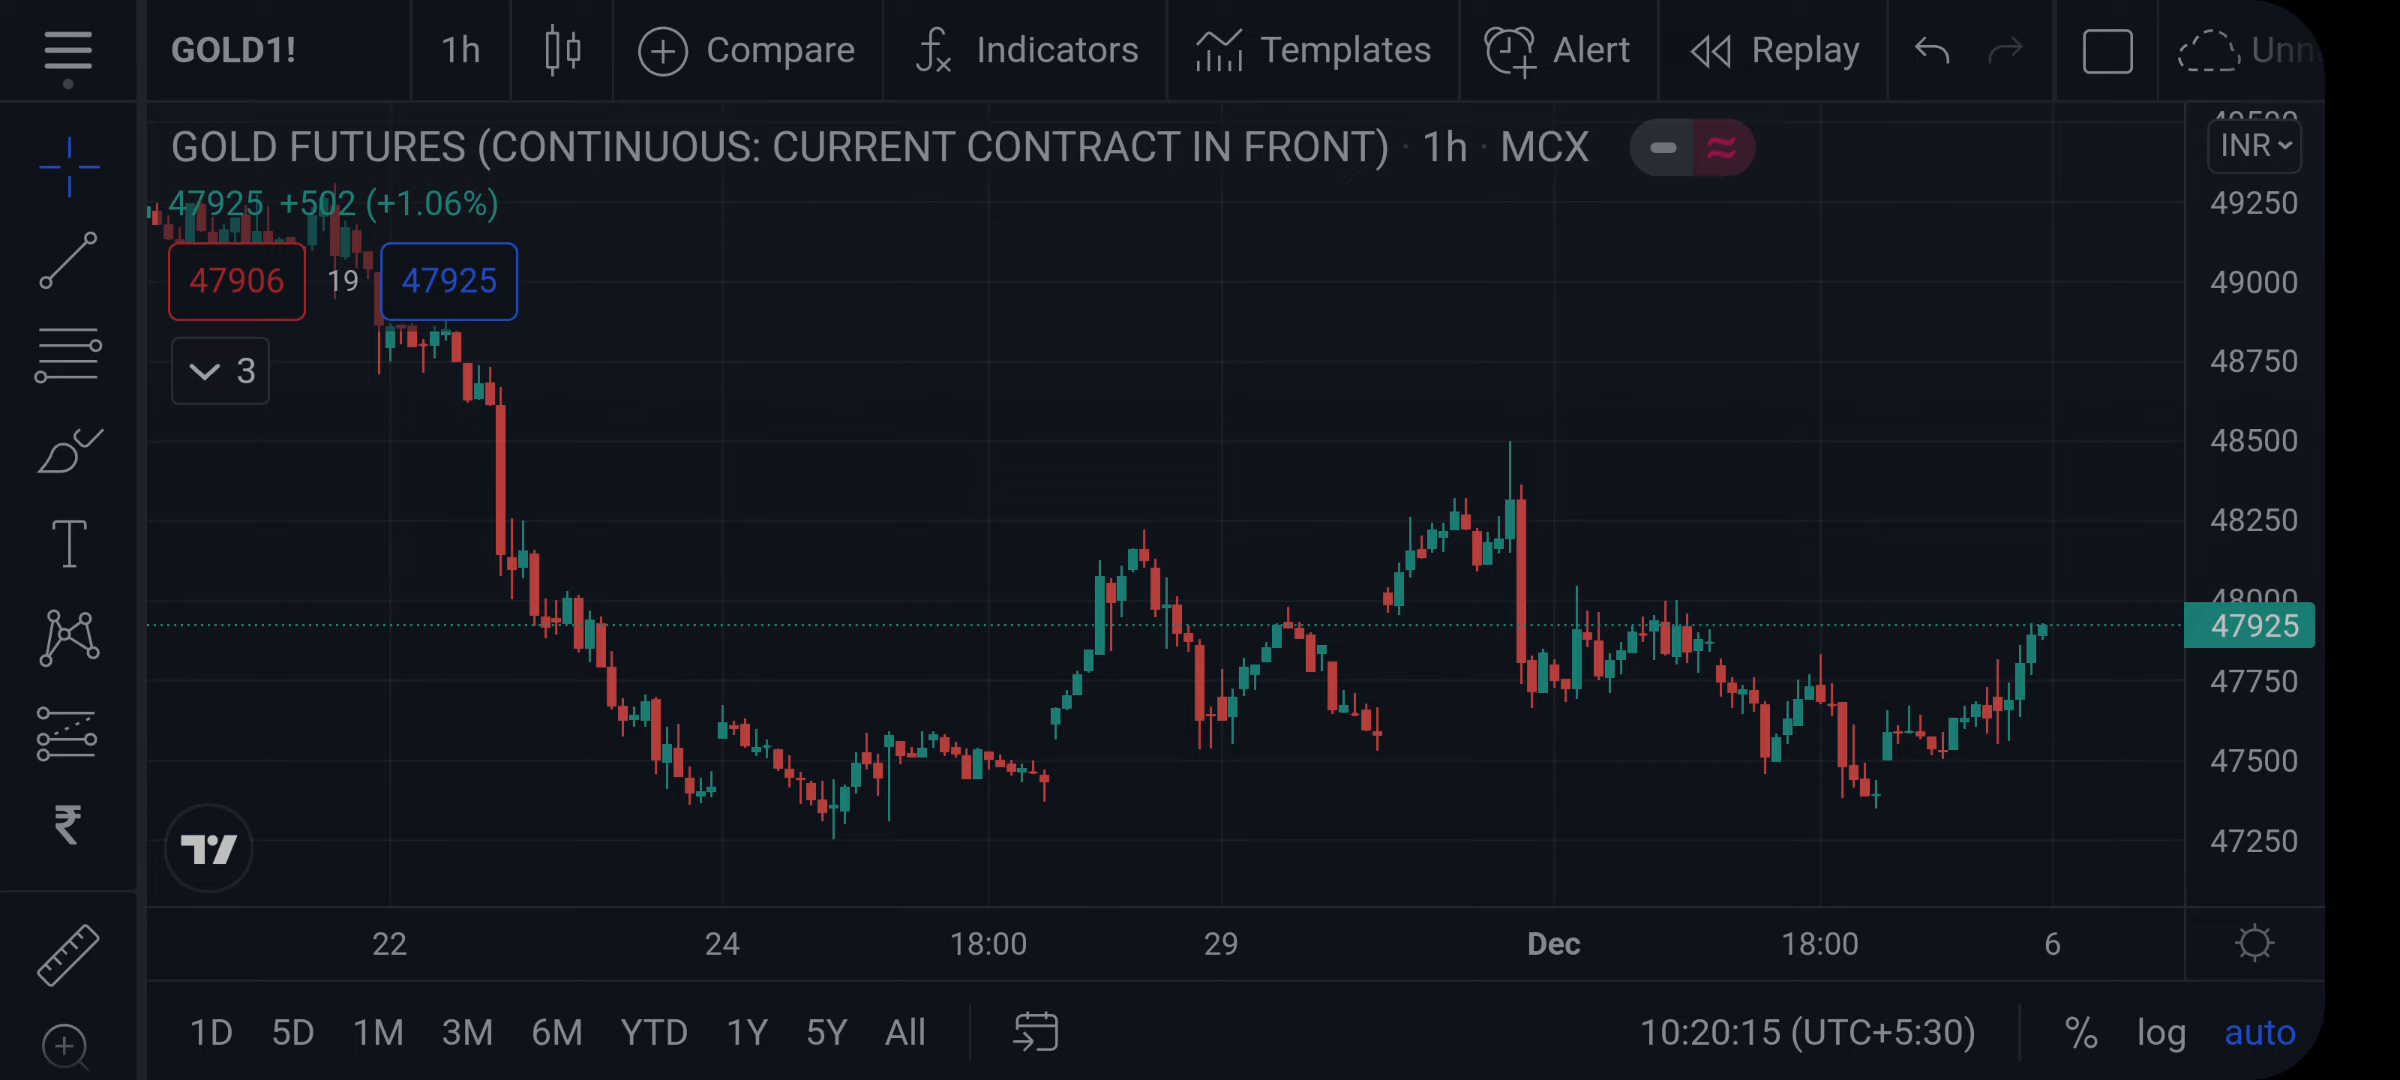 GOLD1!
1h
Compare
Indicators
Templates
Alert
Replay
GOLD FUTURES (CONTINUOUS: CURRENT CONTRACT IN FRONT) · 1h · MCX
INR
47925 +502 (+1.06%)
47906
19
47925
3
T
₹
49250
49000
48750
48500
48250
48000
47925
47750
47500
47250
22
24
18:00
29
Dec
18:00
6
1D
5D
1M
3M
6M
YTD
1Y
5Y
All
10:20:15 (UTC+5:30)
%
log
auto